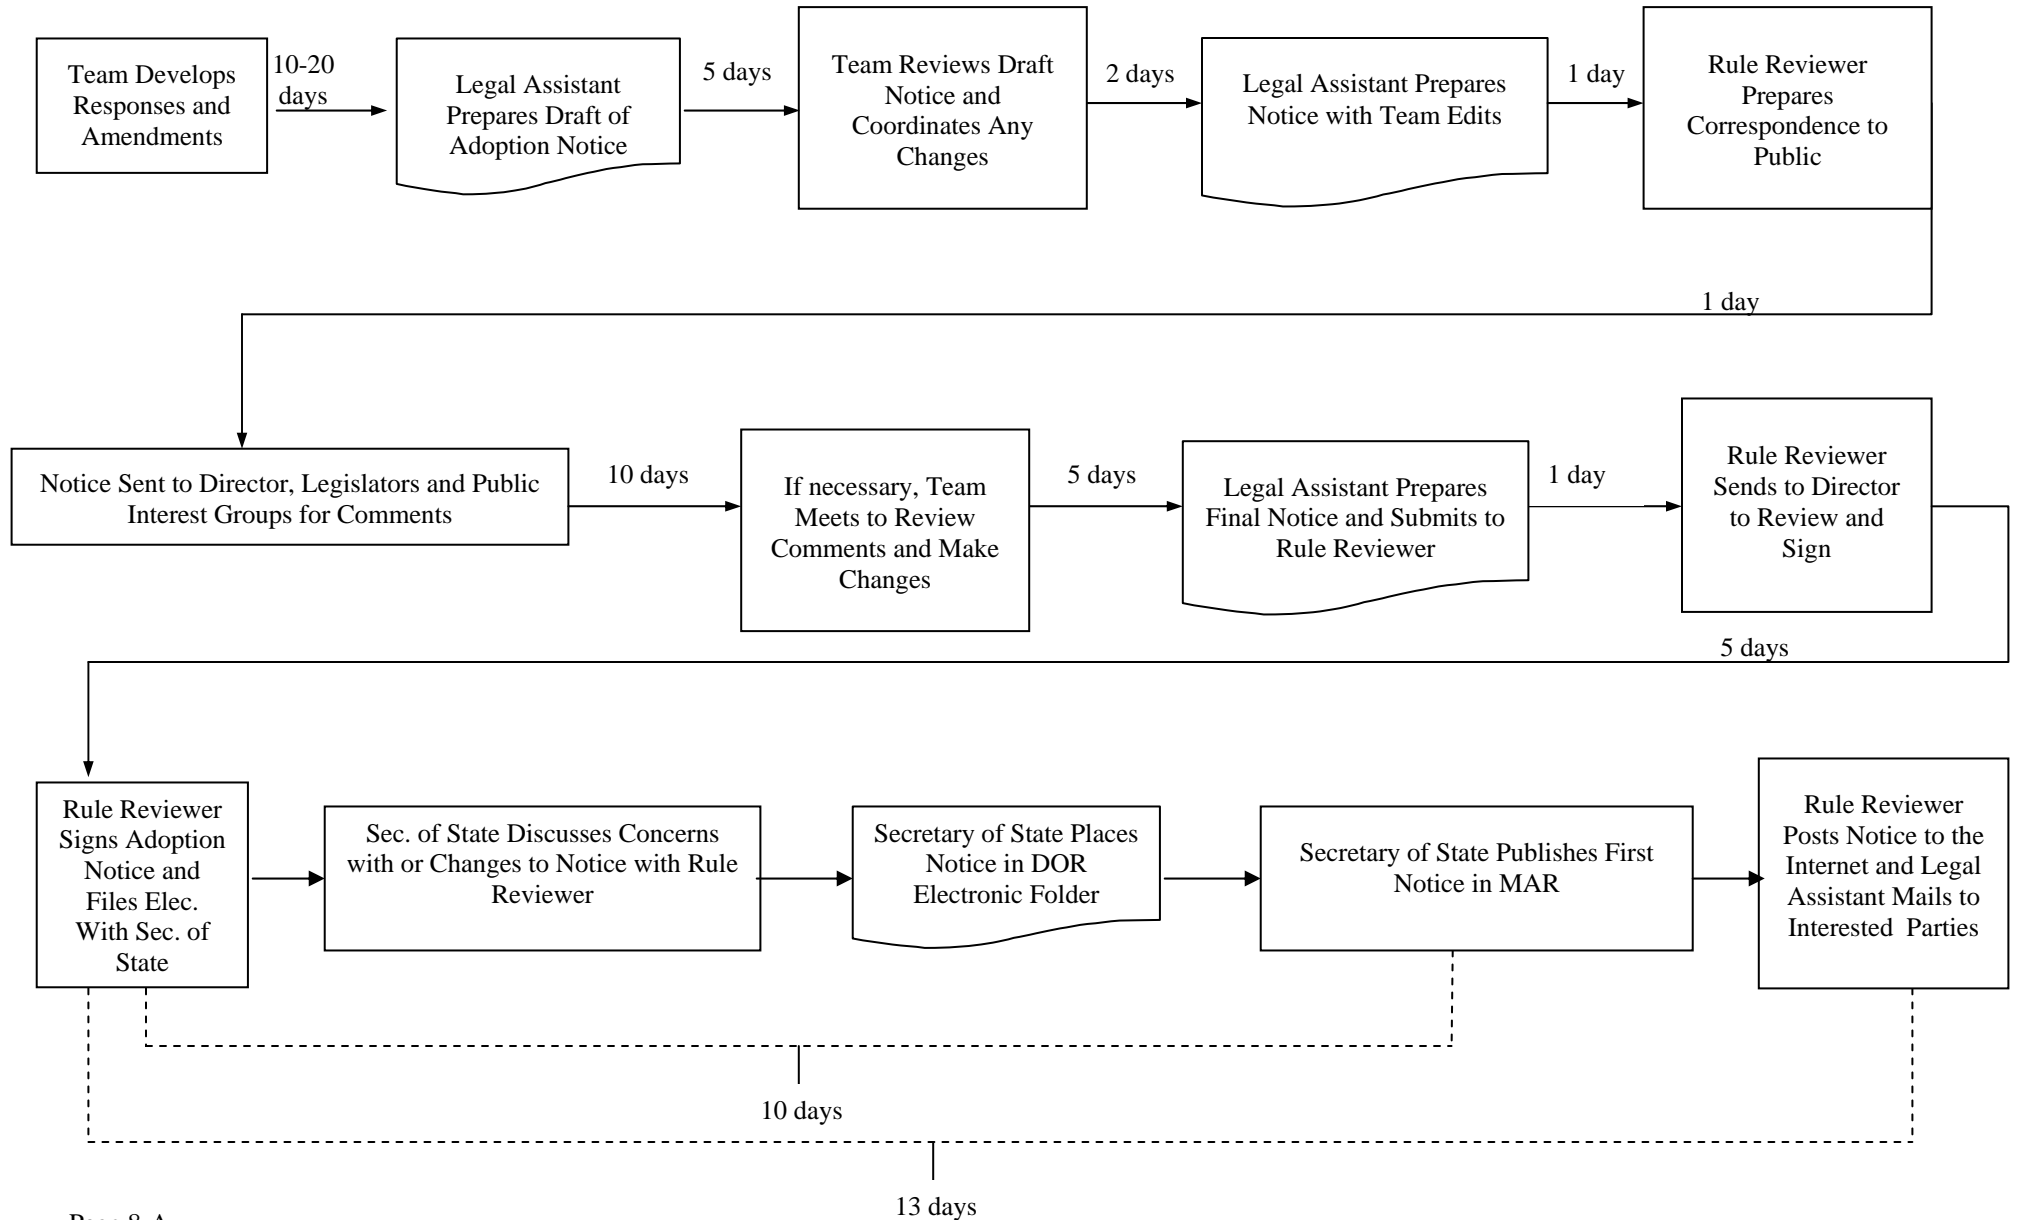 Team Develops
Responses and
Amendments
10-20
days
Legal Assistant
Prepares Draft of
Adoption Notice
5 days
Team Reviews Draft
Notice and
Coordinates Any
Changes
2 days
Legal Assistant Prepares
Notice with Team Edits
1 day
Rule Reviewer
Prepares
Correspondence to
Public
1 day
Notice Sent to Director, Legislators and Public
Interest Groups for Comments
10 days
If necessary, Team
Meets to Review
Comments and Make
Changes
5 days
Legal Assistant Prepares
Final Notice and Submits to
Rule Reviewer
1 day
Rule Reviewer
Sends to Director
to Review and
Sign
5 days
Rule Reviewer
Signs Adoption
Notice and
Files Elec.
With Sec. of
State
Sec. of State Discusses Concerns
with or Changes to Notice with Rule
Reviewer
Secretary of State Places
Notice in DOR
Electronic Folder
Secretary of State Publishes First
Notice in MAR
Rule Reviewer
Posts Notice to the
Internet and Legal
Assistant Mails to
Interested Parties
10 days
13 days
Page 8-A